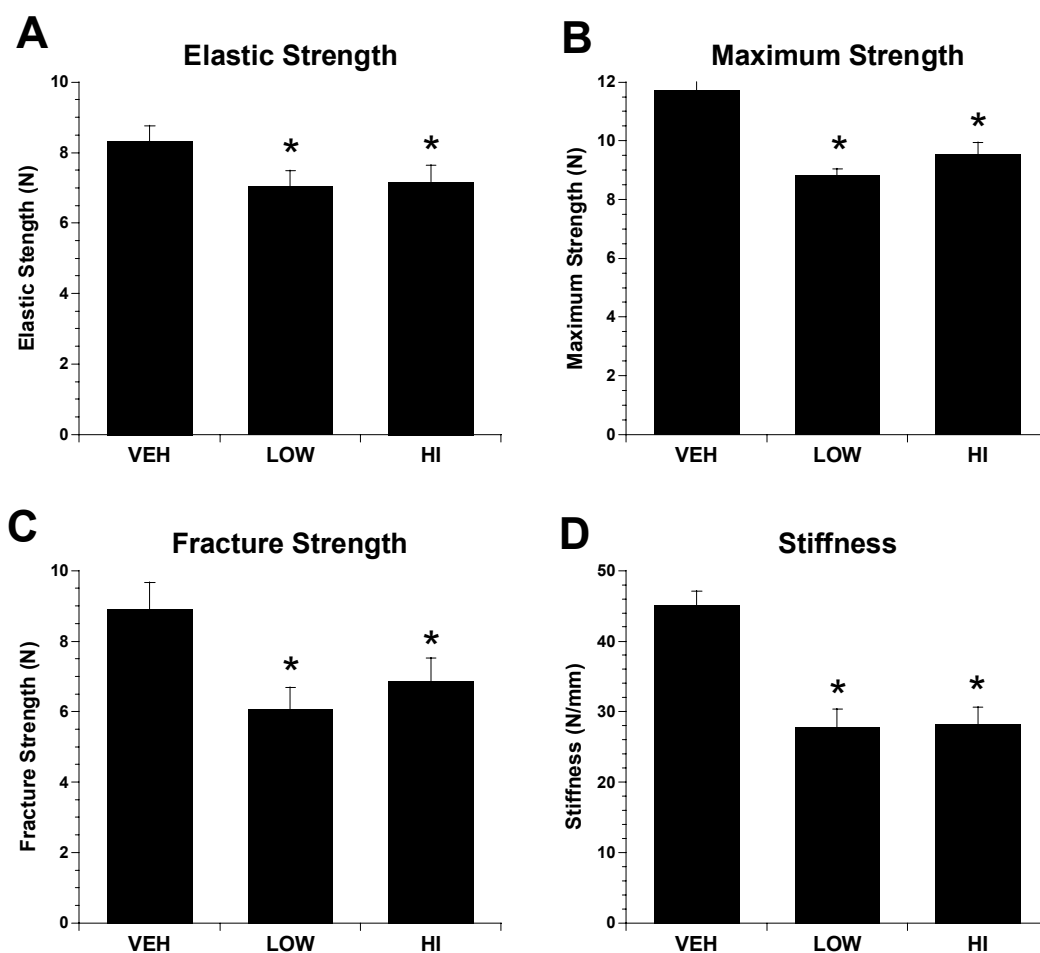 A
Elastic Strength
Elastic Stength (N)
10
8
6
4
2
0
*
*
VEH LOW HI
B
Maximum Strength
Maximum Strength (N)
12
10
8
6
4
2
0
*
*
VEH LOW HI
C
Fracture Strength
Fracture Strength (N)
10
8
6
4
2
0
*
*
VEH LOW HI
D
Stiffness
Stiffness (N/mm)
50
40
30
20
10
0
*
*
VEH LOW HI